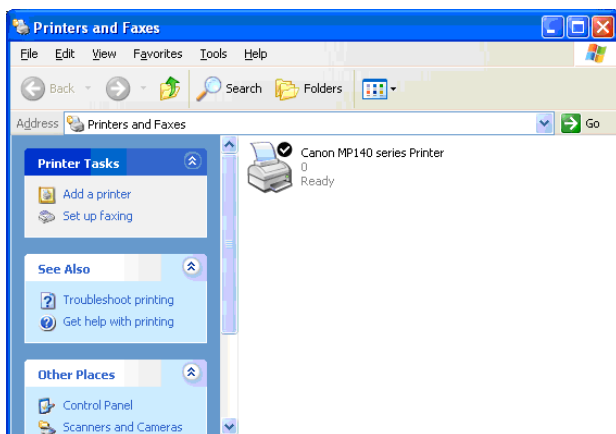 Printers and Faxes
File Edit View Favorites Tools Help
Back Search Folders
Address Printers and Faxes Go
Printer Tasks
Add a printer
Set up faxing
See Also
Troubleshoot printing
Get help with printing
Other Places
Control Panel
Scanners and Cameras
Canon MP140 series Printer
0
Ready